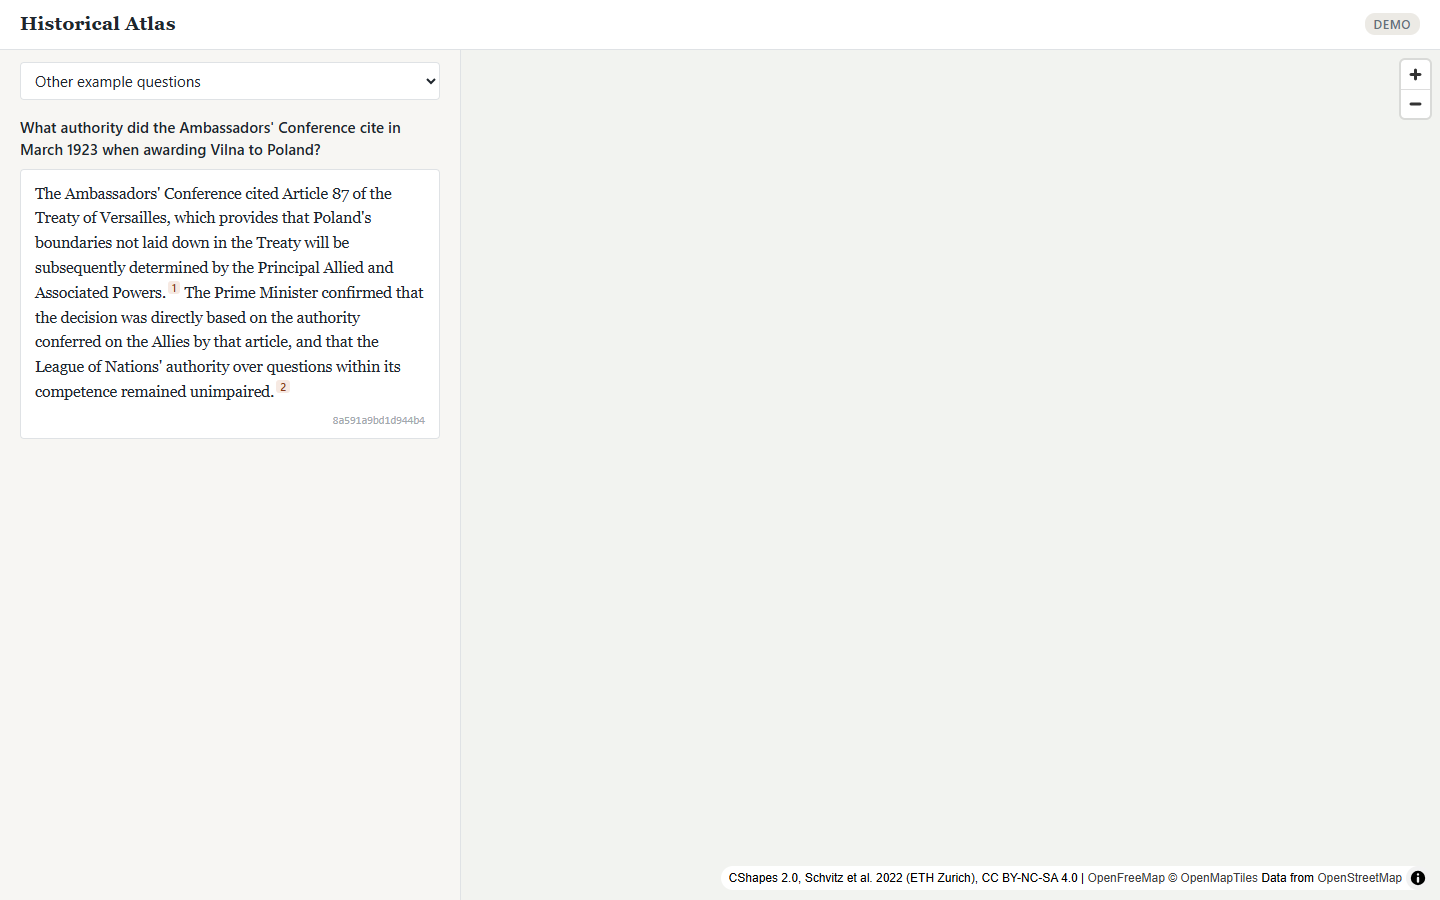 Historical Atlas
DEMO
Other example questions
What authority did the Ambassadors' Conference cite in
March 1923 when awarding Vilna to Poland?
The Ambassadors' Conference cited Article 87 of the
Treaty of Versailles, which provides that Poland's
boundaries not laid down in the Treaty will be
subsequently determined by the Principal Allied and
Associated Powers. 1 The Prime Minister confirmed that
the decision was directly based on the authority
conferred on the Allies by that article, and that the
League of Nations' authority over questions within its
competence remained unimpaired. 2
8a591a9bd1d944b4
CShapes 2.0, Schvitz et al. 2022 (ETH Zurich), CC BY-NC-SA 4.0 | OpenFreeMap © OpenMapTiles Data from OpenStreetMap